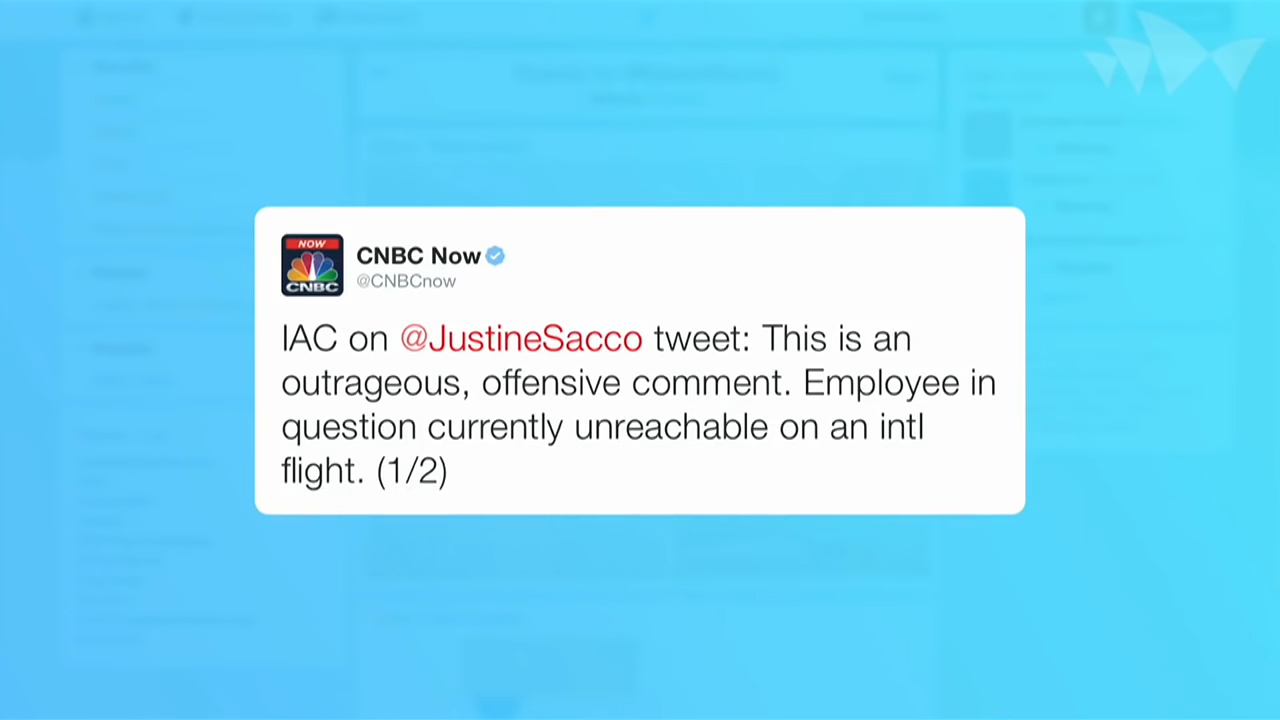 NOW
CNBC
CNBC Now
@CNBCnow
IAC on @JustineSacco tweet: This is an
outrageous, offensive comment. Employee in
question currently unreachable on an intl
flight. (1/2)